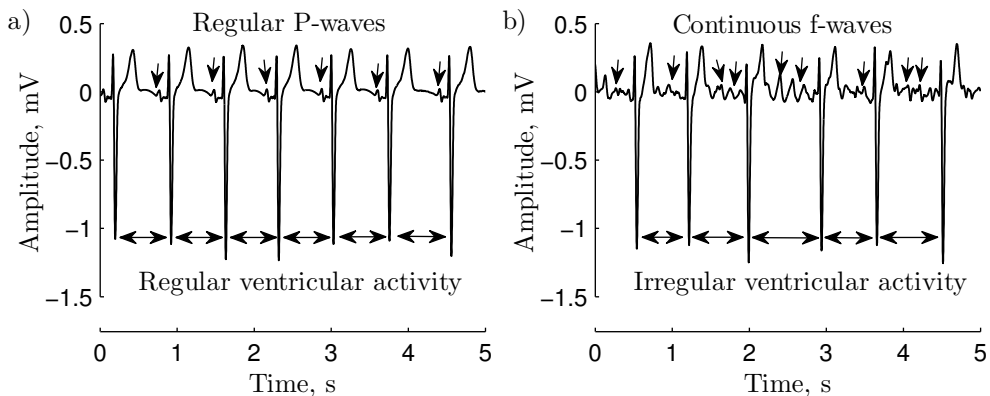 a)
Regular P-waves
Amplitude, mV
0.5
0
−0.5
−1
−1.5
Regular ventricular activity
0 1 2 3 4 5
Time, s
b)
Continuous f-waves
Amplitude, mV
0.5
0
−0.5
−1
−1.5
Irregular ventricular activity
0 1 2 3 4 5
Time, s